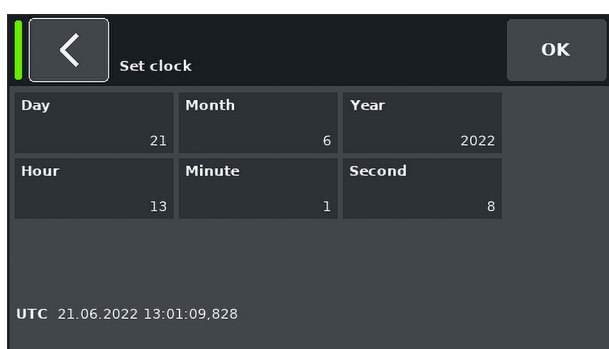 Set clock
OK
Day Month Year
21 6 2022
Hour Minute Second
13 1 8
UTC 21.06.2022 13:01:09,828